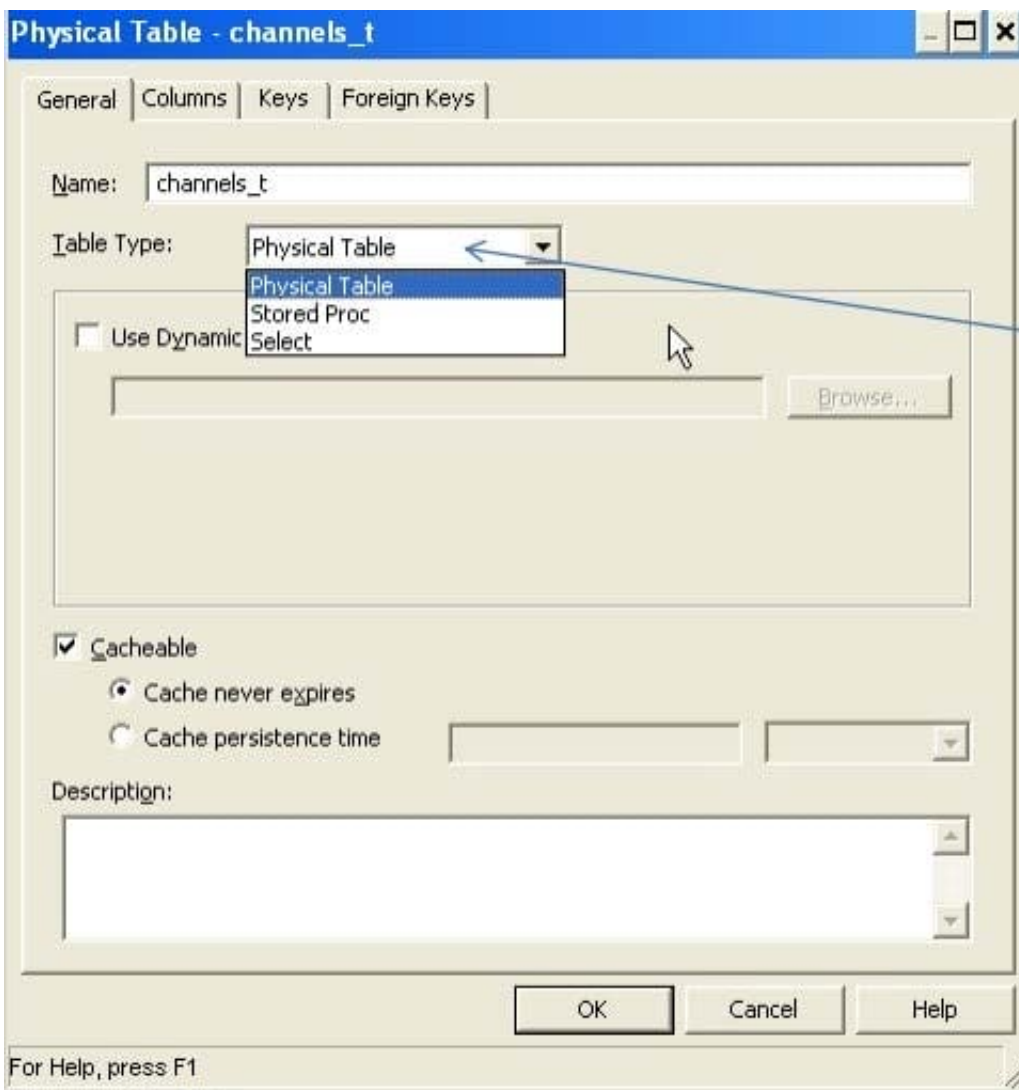 Physical Table - channels_t
General Columns Keys Foreign Keys
Name: channels_t
Table Type: Physical Table
Physical Table
Stored Proc
Select
Use Dynamic
Browse...
Cacheable
Cache never expires
Cache persistence time
Description:
OK Cancel Help
For Help, press F1